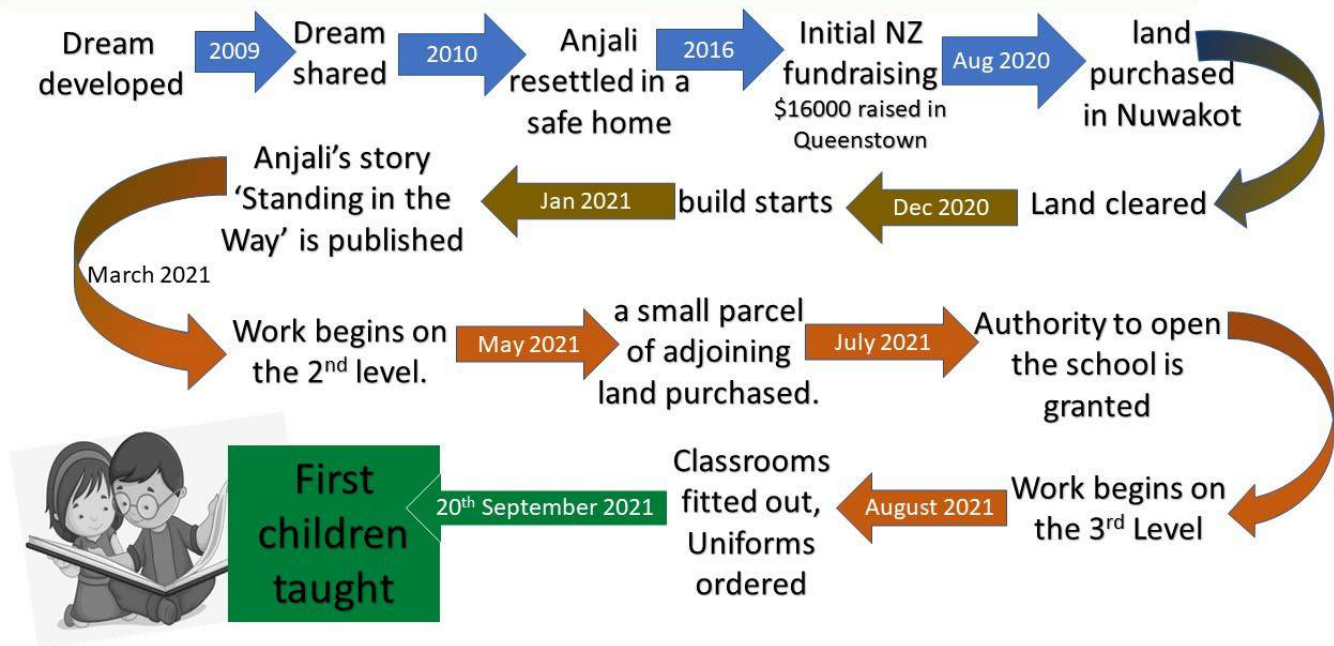 Dream
developed
2009
Dream
shared
2010
Anjali
resettled in a
safe home
2016
Initial NZ
fundraising
$16000 raised in
Queenstown
Aug 2020
land
purchased
in Nuwakot
Land cleared
Dec 2020
build starts
Jan 2021
Anjali’s story
‘Standing in the
Way’ is published
March 2021
Work begins on
the 2nd level.
May 2021
a small parcel
of adjoining
land purchased.
July 2021
Authority to open
the school is
granted
Work begins on
the 3rd Level
August 2021
Classrooms
fitted out,
Uniforms
ordered
20th September 2021
First
children
taught